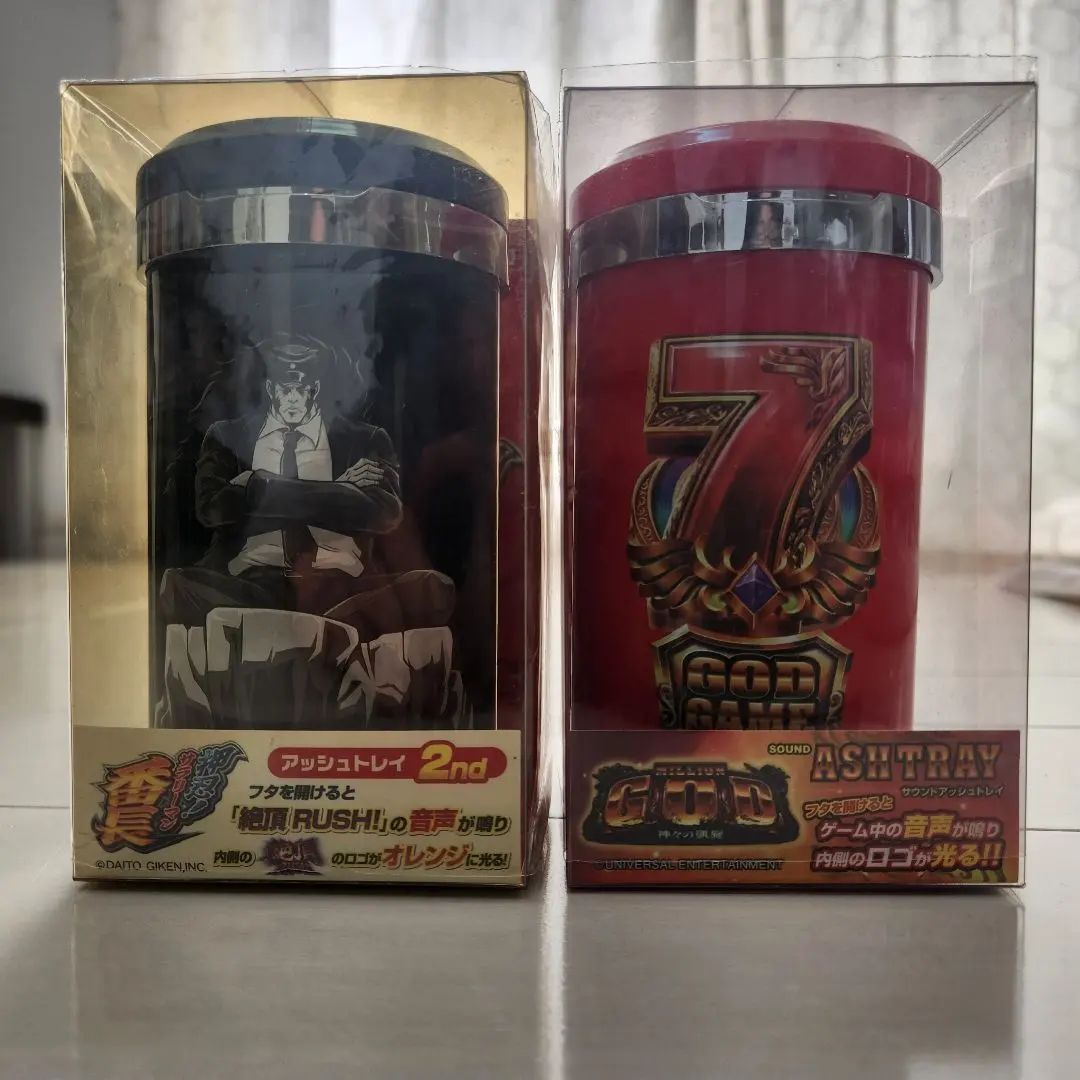 アッシュトレイ 2nd
絶対!
サラリーマン
番長
フタを開けると
「絶頂RUSH!」の音声が鳴り
内側の
のロゴがオレンジに光る!
©DAITO GIKEN,INC.
7
GOD
GAME
SOUND ASHTRAY
サウンドアッシュトレイ
MILLION
GOD
神々の凱旋
フタを開けると
ゲーム中の音声が鳴り
内側のロゴが光る!!
©UNIVERSAL ENTERTAINMENT